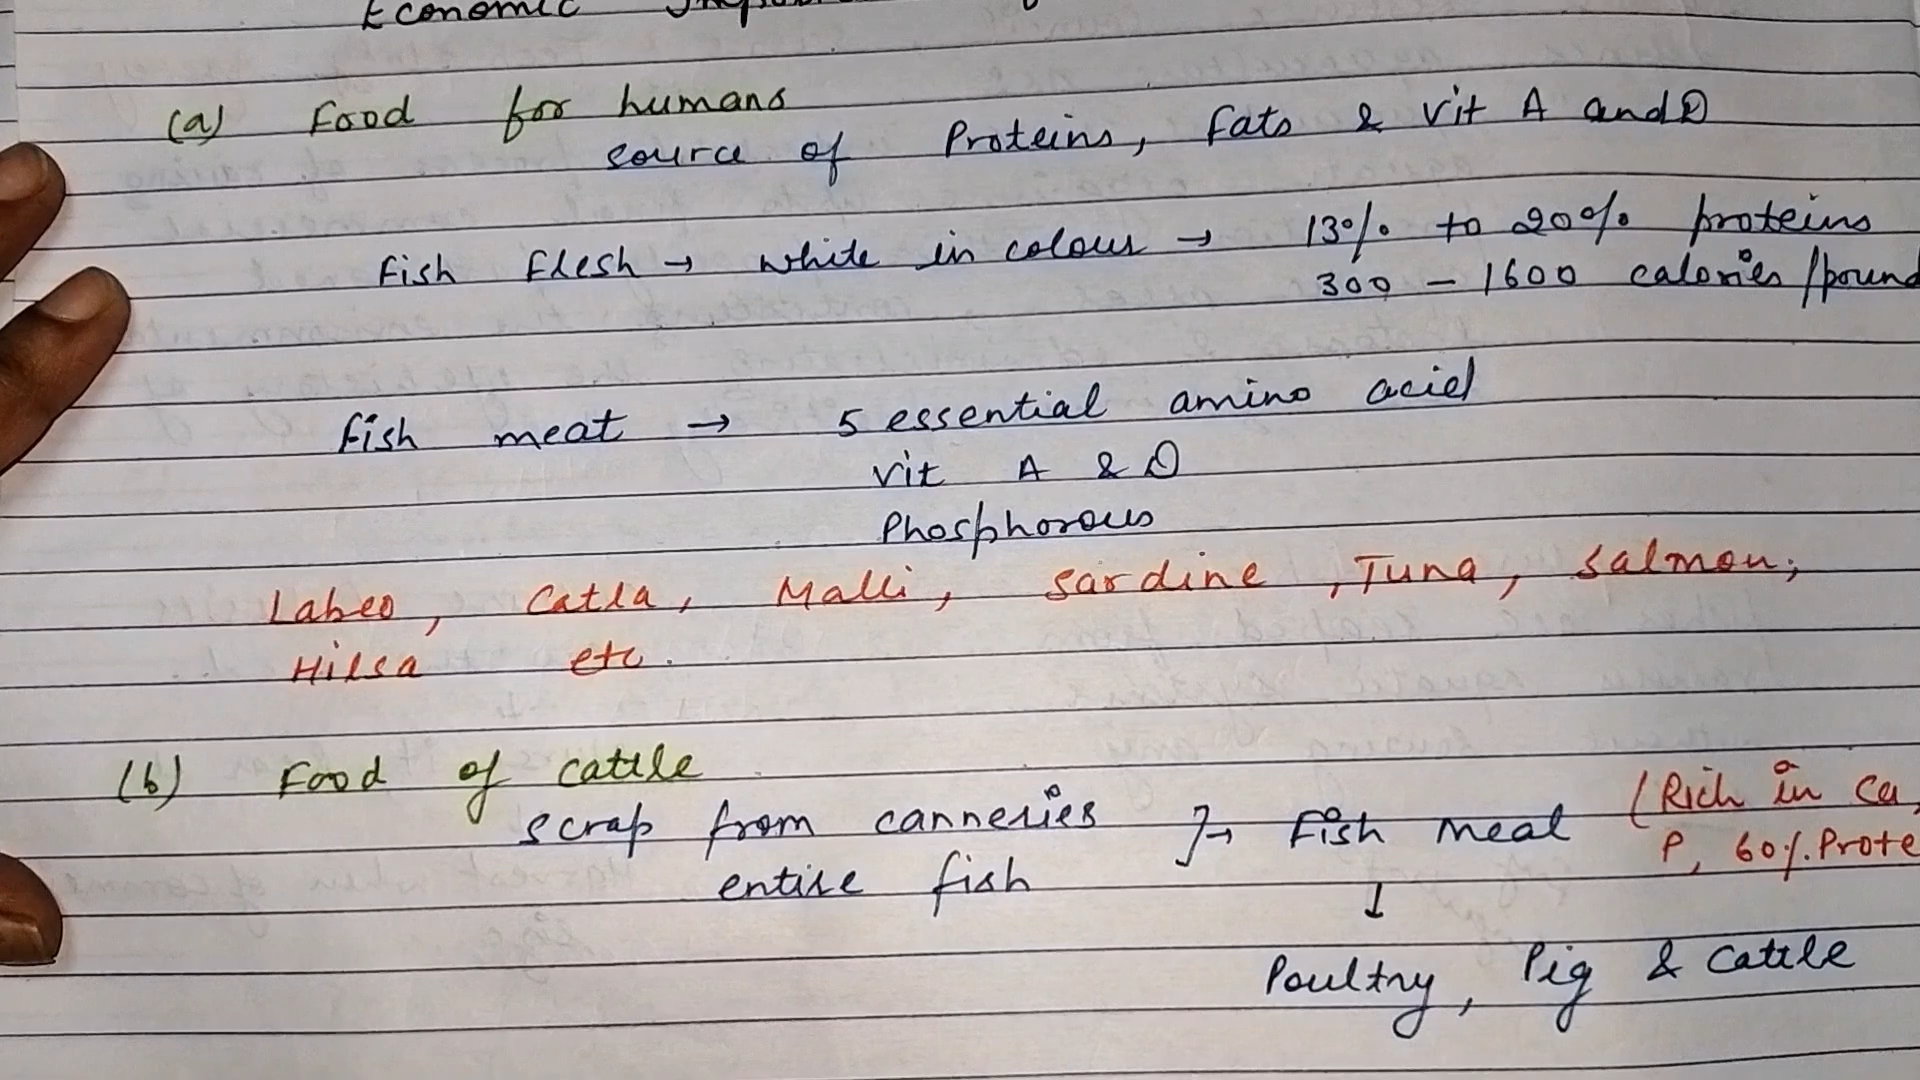 Economic
(a) Food for humans
source of Proteins, Fats & Vit A and D
Fish Flesh → White in colour → 13% to 20% proteins
300 - 1600 calories /pound
Fish meat → 5 essential amino acid
Vit A & D
Phosphorous
Labeo, Catla, Malli, Sardine, Tuna, Salmon,
Hilsa etc.
(b) Food of cattle
scrap from canneries } → Fish meal (Rich in Ca,
entire fish P, 60%. Prote
↓
Poultry, Pig & Cattle